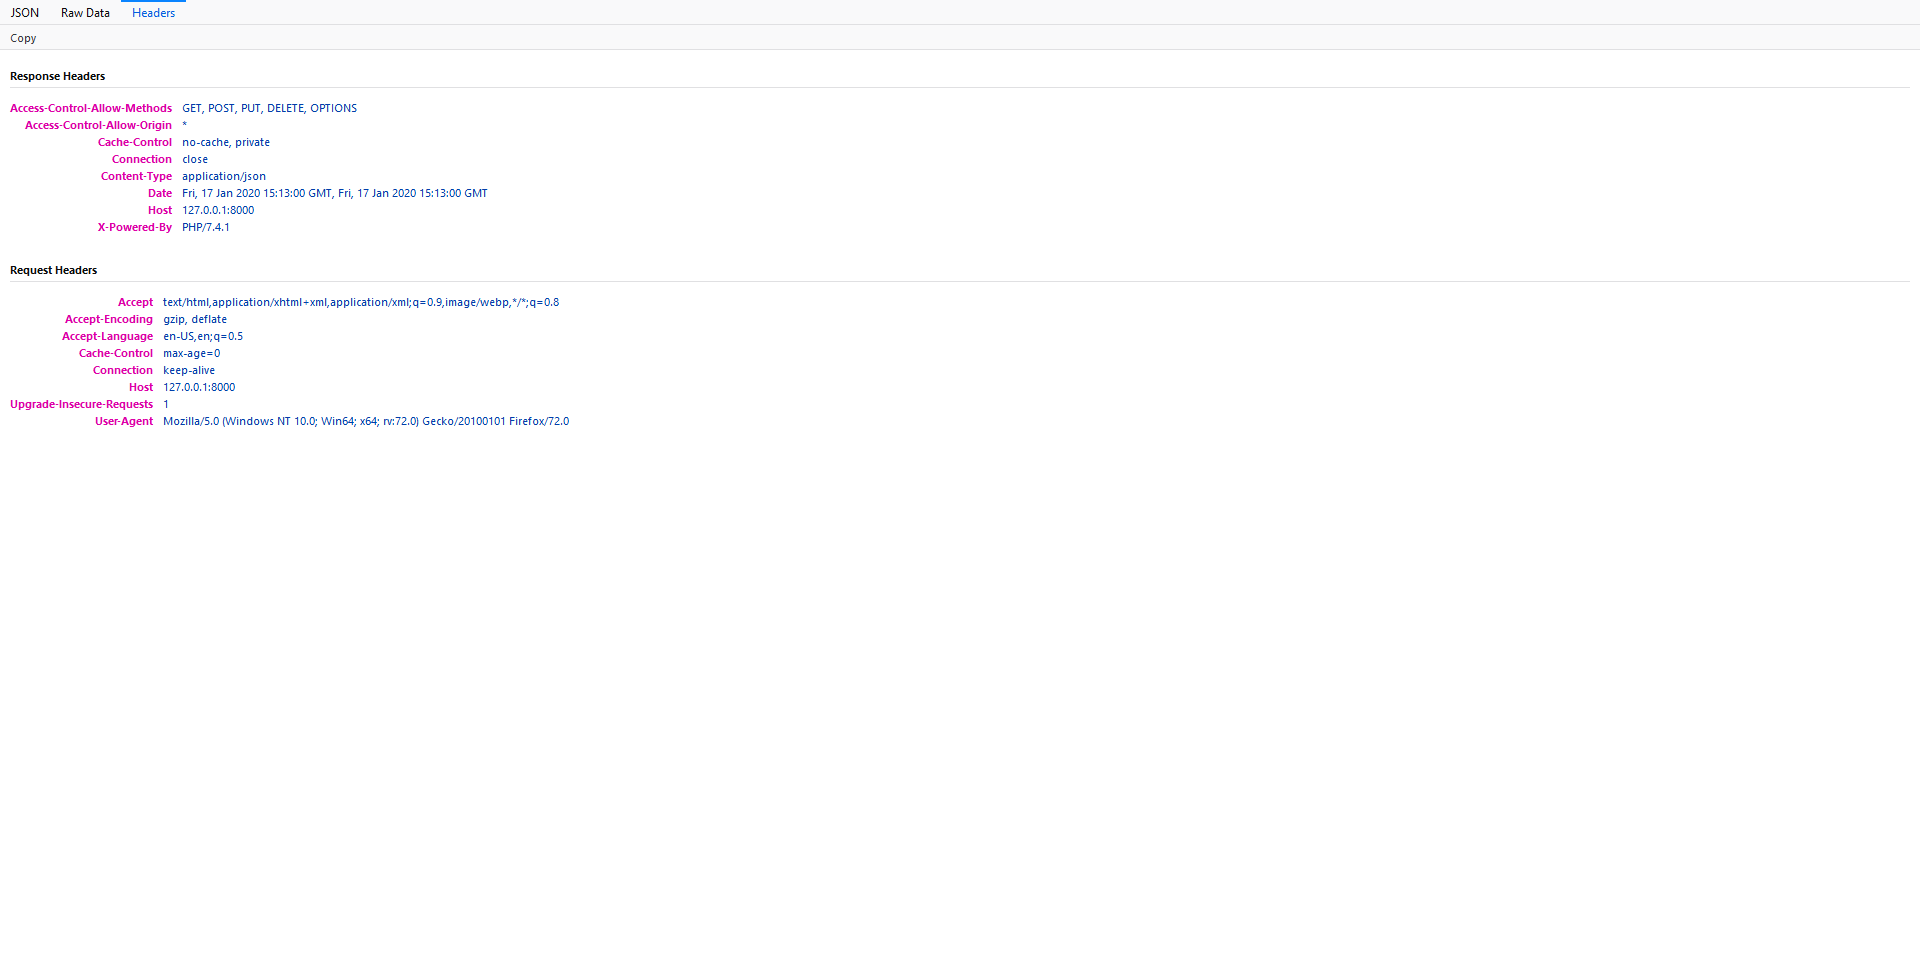 JSON Raw Data Headers
Copy
Response Headers
Access-Control-Allow-Methods GET, POST, PUT, DELETE, OPTIONS
Access-Control-Allow-Origin *
Cache-Control no-cache, private
Connection close
Content-Type application/json
Date Fri, 17 Jan 2020 15:13:00 GMT, Fri, 17 Jan 2020 15:13:00 GMT
Host 127.0.0.1:8000
X-Powered-By PHP/7.4.1
Request Headers
Accept text/html,application/xhtml+xml,application/xml;q=0.9,image/webp,*/*;q=0.8
Accept-Encoding gzip, deflate
Accept-Language en-US,en;q=0.5
Cache-Control max-age=0
Connection keep-alive
Host 127.0.0.1:8000
Upgrade-Insecure-Requests 1
User-Agent Mozilla/5.0 (Windows NT 10.0; Win64; x64; rv:72.0) Gecko/20100101 Firefox/72.0